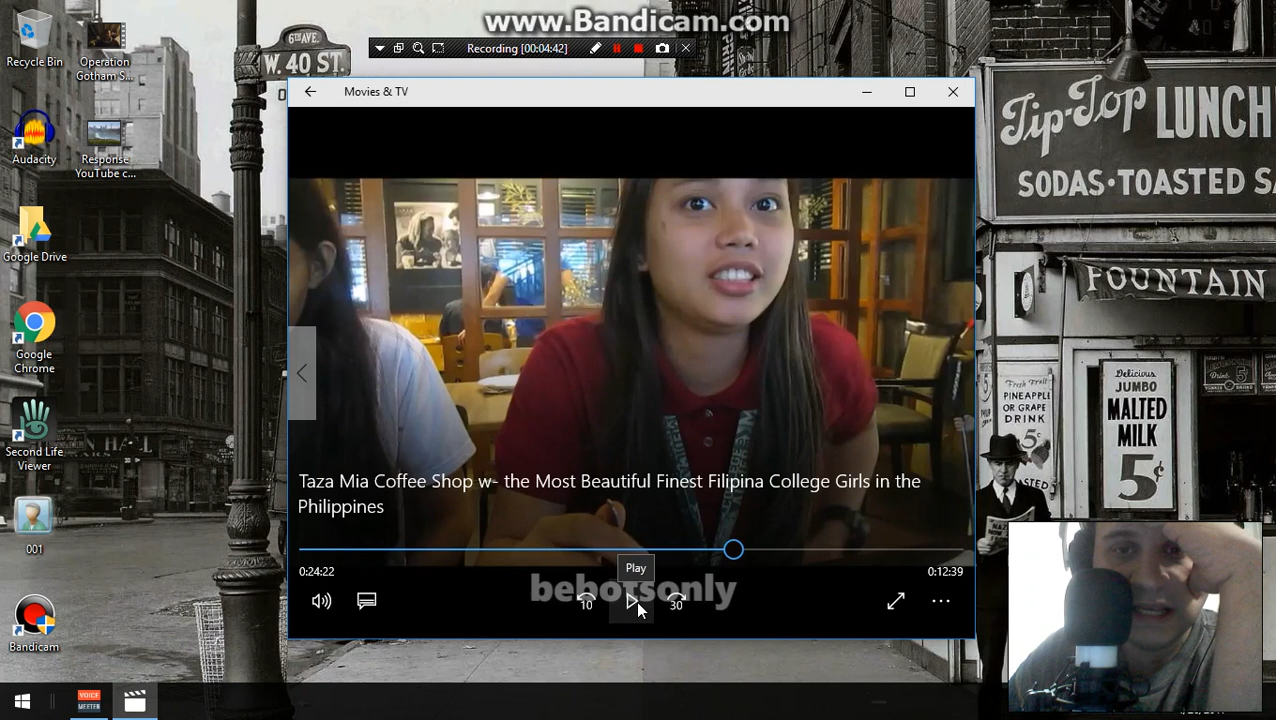 www.Bandicam.com
Recording [00:04:42]
6TH AVE.
W. 40 ST.
Recycle Bin
Operation
Gotham S...
Audacity
Response
YouTube c...
Google Drive
Google
Chrome
Second Life
Viewer
001
Bandicam
Movies & TV
Taza Mia Coffee Shop w- the Most Beautiful Finest Filipina College Girls in the
Philippines
Play
0:24:22
0:12:39
bebotsonly
10
30
Tip-Top LUNCH
SODAS·TOASTED SA
FOUNTAIN
Fresh Fruit
PINEAPPLE
OR GRAPE
DRINK
5¢
Delicious
JUMBO
MALTED
MILK
5¢
VOICE
MEETER